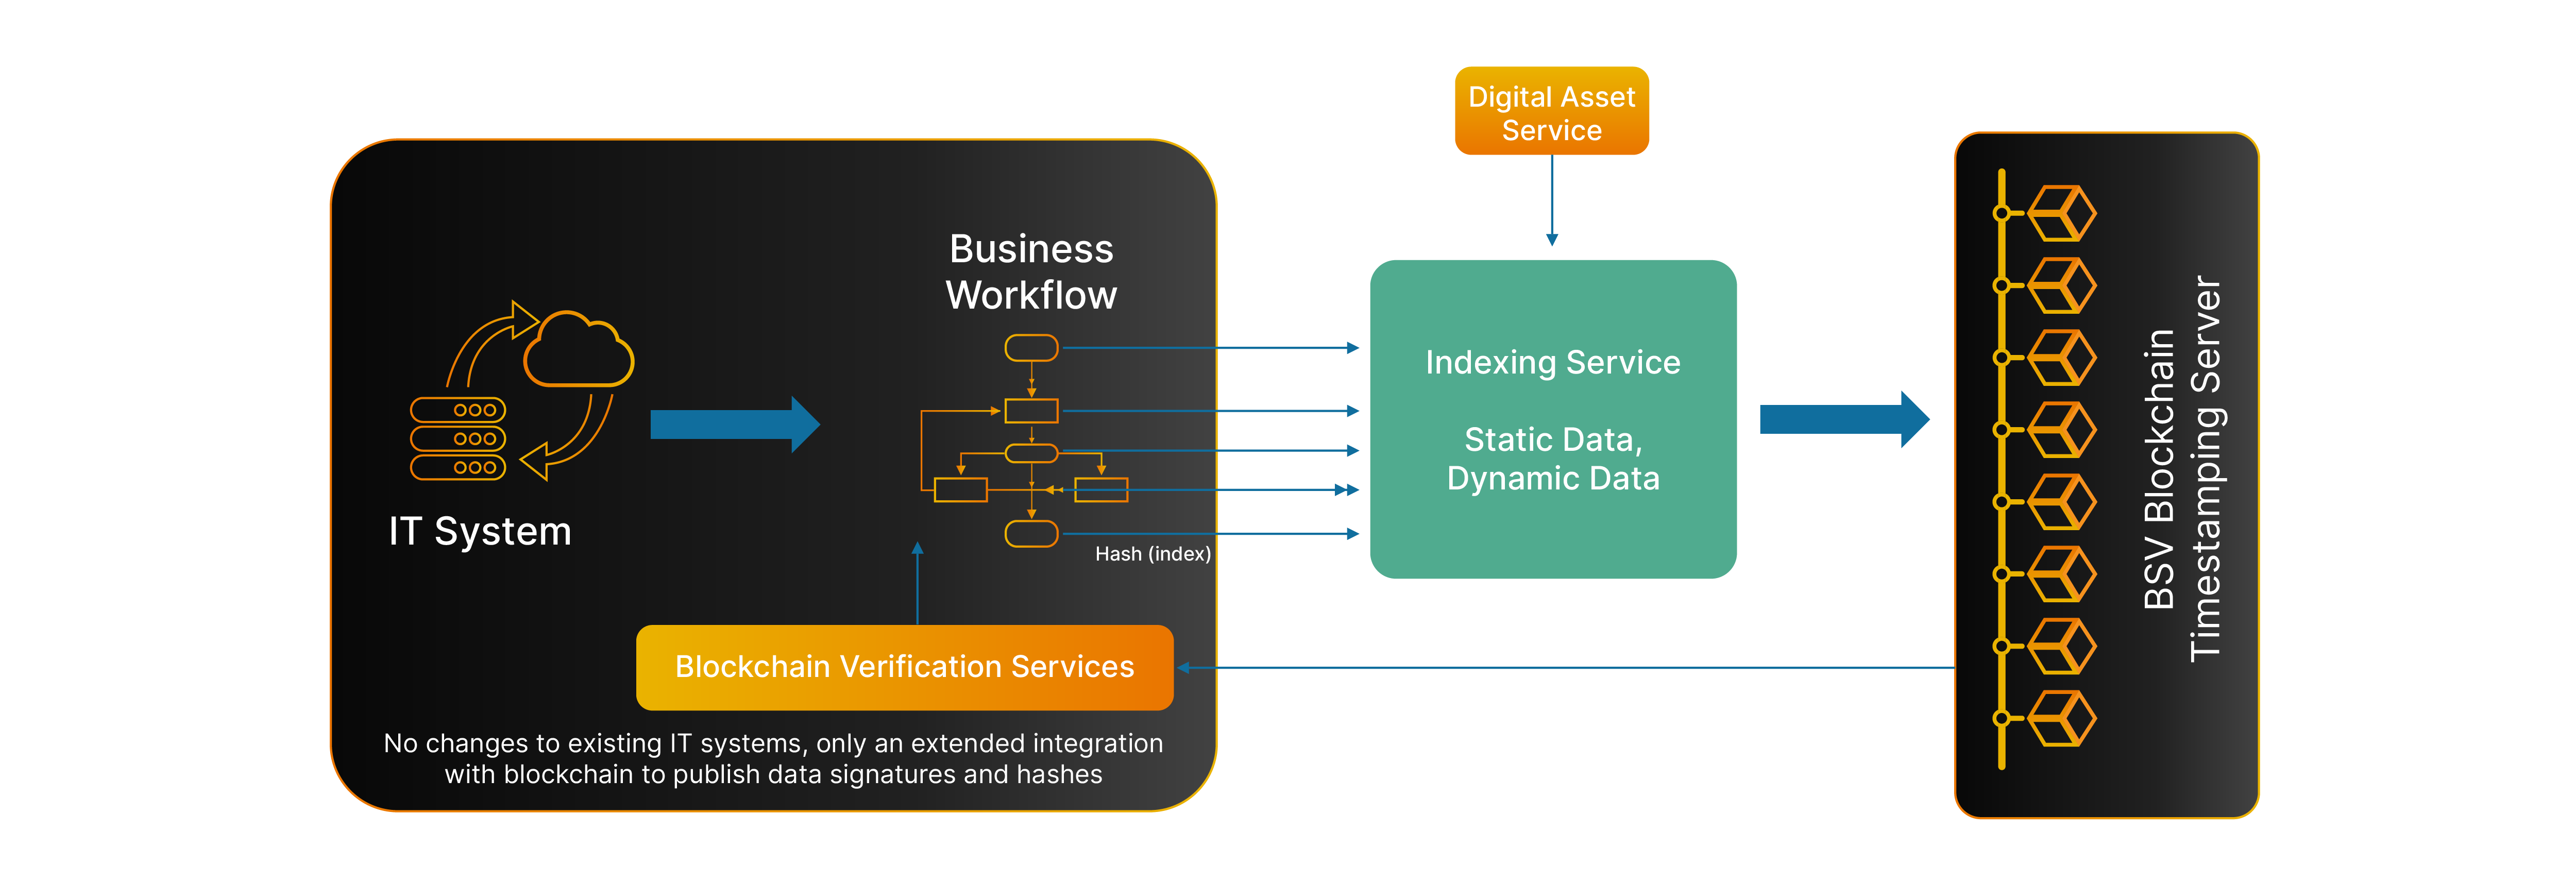 Digital Asset
Service
Business
Workflow
IT System
Hash (index)
Indexing Service
Static Data,
Dynamic Data
Blockchain Verification Services
No changes to existing IT systems, only an extended integration
with blockchain to publish data signatures and hashes
BSV Blockchain
Timestamping Server